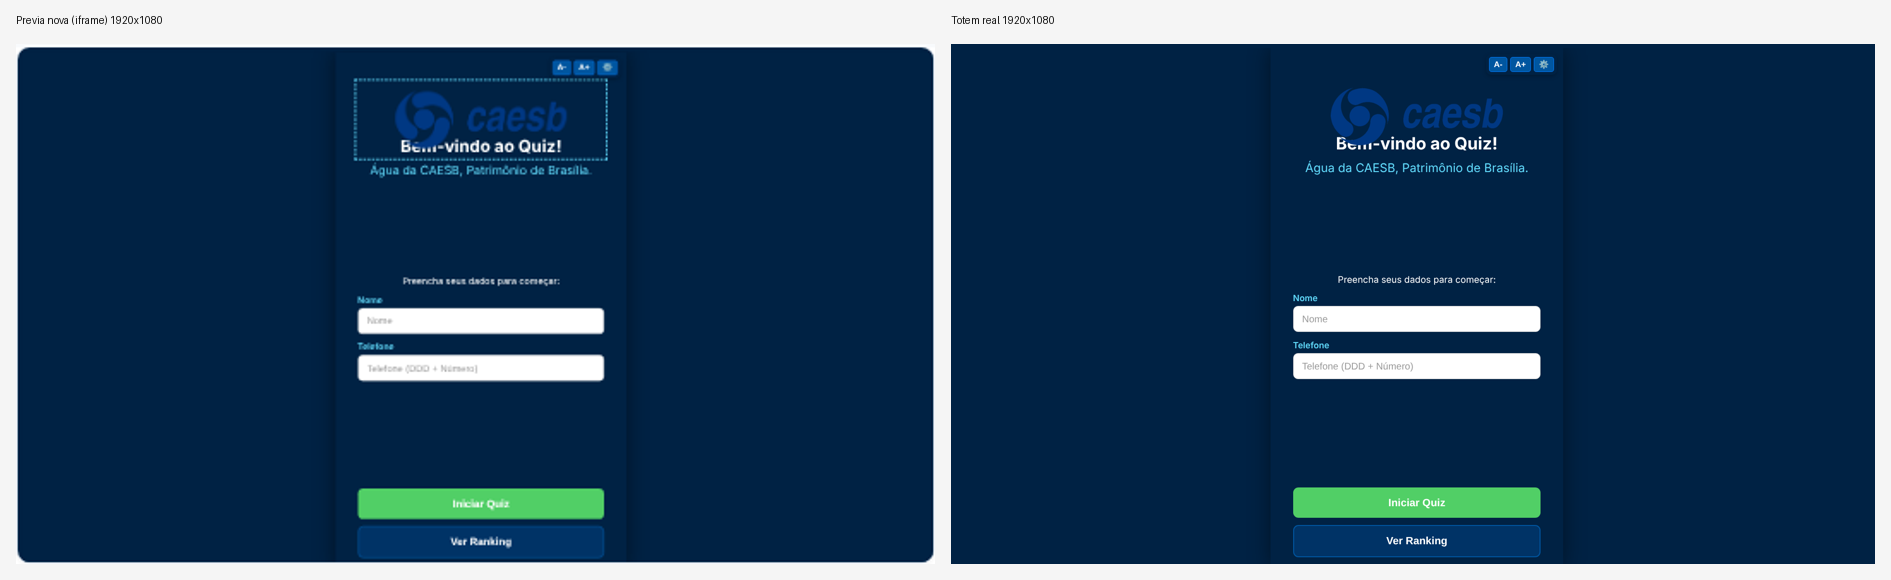 Previa nova (iframe) 1920x1080
A- A+
caesb
Bem-vindo ao Quiz!
Água da CAESB, Patrimônio de Brasília.
Preencha seus dados para começar:
Nome
Nome
Telefone
Telefone (DDD + Número)
Iniciar Quiz
Ver Ranking
Totem real 1920x1080
A- A+
caesb
Bem-vindo ao Quiz!
Água da CAESB, Patrimônio de Brasília.
Preencha seus dados para começar:
Nome
Nome
Telefone
Telefone (DDD + Número)
Iniciar Quiz
Ver Ranking